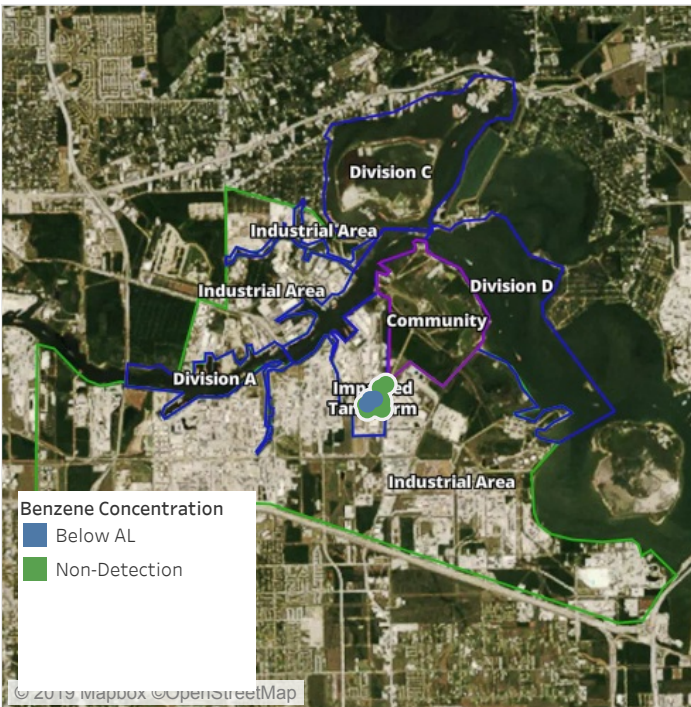 Division C
Industrial Area
Division D
Industrial Area
Community
Division A
Industrial Area
Benzene Concentration
Below AL
Non-Detection
© 2019 Mapbox ©OpenStreetMap